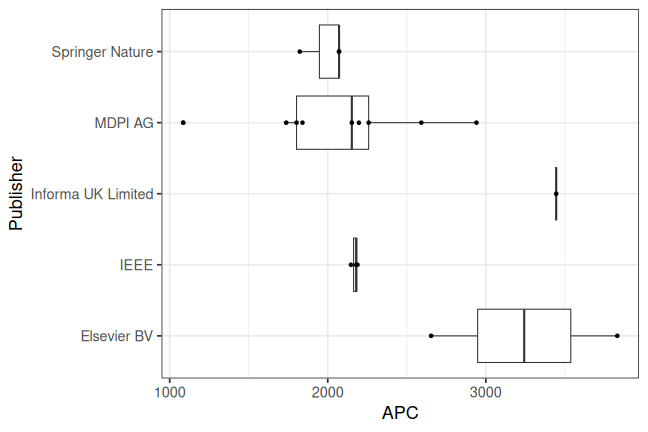 Springer Nature
MDPI AG
Informa UK Limited
IEEE
Elsevier BV
Publisher
1000 2000 3000
APC